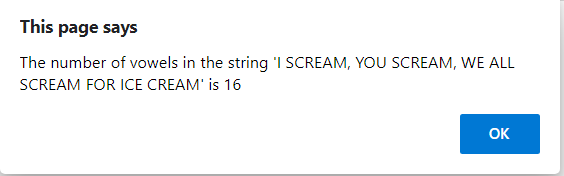 This page says
The number of vowels in the string 'I SCREAM, YOU SCREAM, WE ALL
SCREAM FOR ICE CREAM' is 16
OK